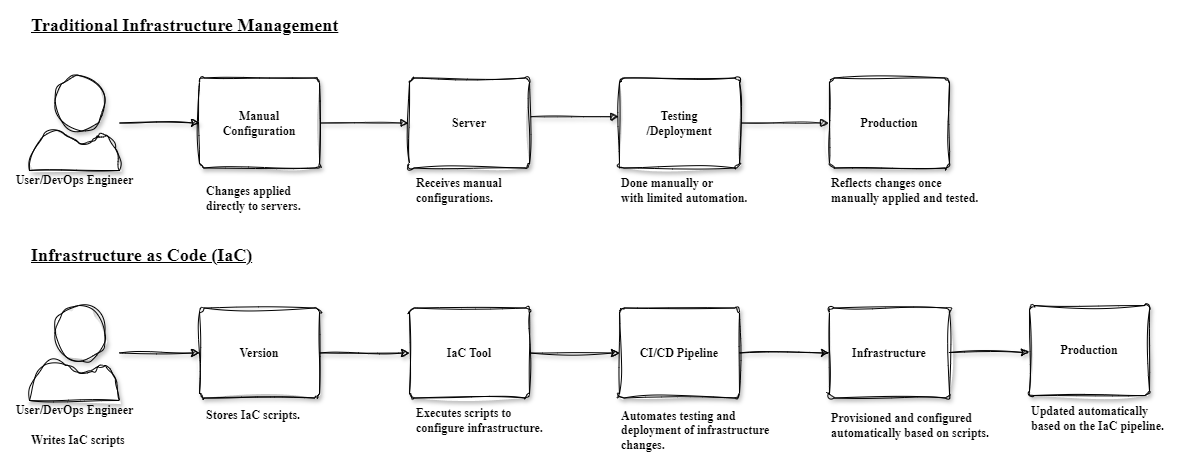 Traditional Infrastructure Management
Manual
Configuration
Server
Testing
/Deployment
Production
User/DevOps Engineer
Changes applied
directly to servers.
Receives manual
configurations.
Done manually or
with limited automation.
Reflects changes once
manually applied and tested.
Infrastructure as Code (IaC)
Version
IaC Tool
CI/CD Pipeline
Infrastructure
Production
User/DevOps Engineer
Writes IaC scripts
Stores IaC scripts.
Executes scripts to
configure infrastructure.
Automates testing and
deployment of infrastructure
changes.
Provisioned and configured
automatically based on scripts.
Updated automatically
based on the IaC pipeline.